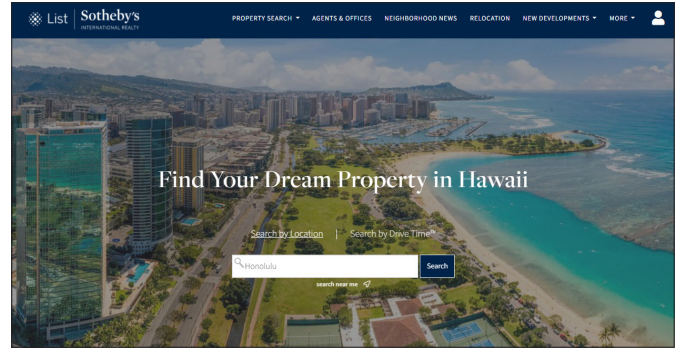 List
Sotheby's
INTERNATIONAL REALTY
PROPERTY SEARCH
AGENTS & OFFICES
NEIGHBORHOOD NEWS
RELOCATION
NEW DEVELOPMENTS
MORE
Find Your Dream Property in Hawaii
Search by Location | Search by Drive Time℠
Honolulu
Search
search near me